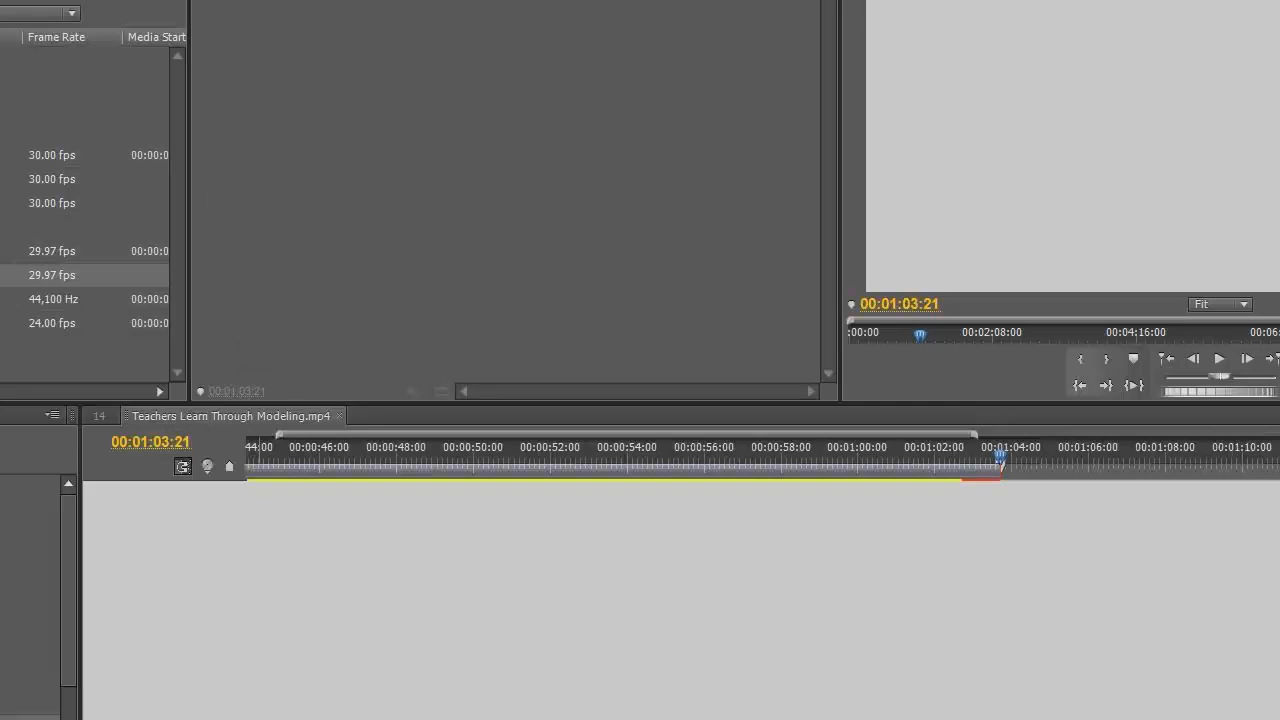 Frame Rate
Media Start
30.00 fps
00:00:0
30.00 fps
30.00 fps
29.97 fps
00:00:0
29.97 fps
44,100 Hz
00:00:0
24.00 fps
00:00:0
00:01:03:21
00:01:03:21
Fit
:00:00
00:02:08:00
00:04:16:00
00:06:
14
Teachers Learn Through Modeling.mp4
00:01:03:21
44:00
00:00:46:00
00:00:48:00
00:00:50:00
00:00:52:00
00:00:54:00
00:00:56:00
00:00:58:00
00:01:00:00
00:01:02:00
00:01:04:00
00:01:06:00
00:01:08:00
00:01:10:00